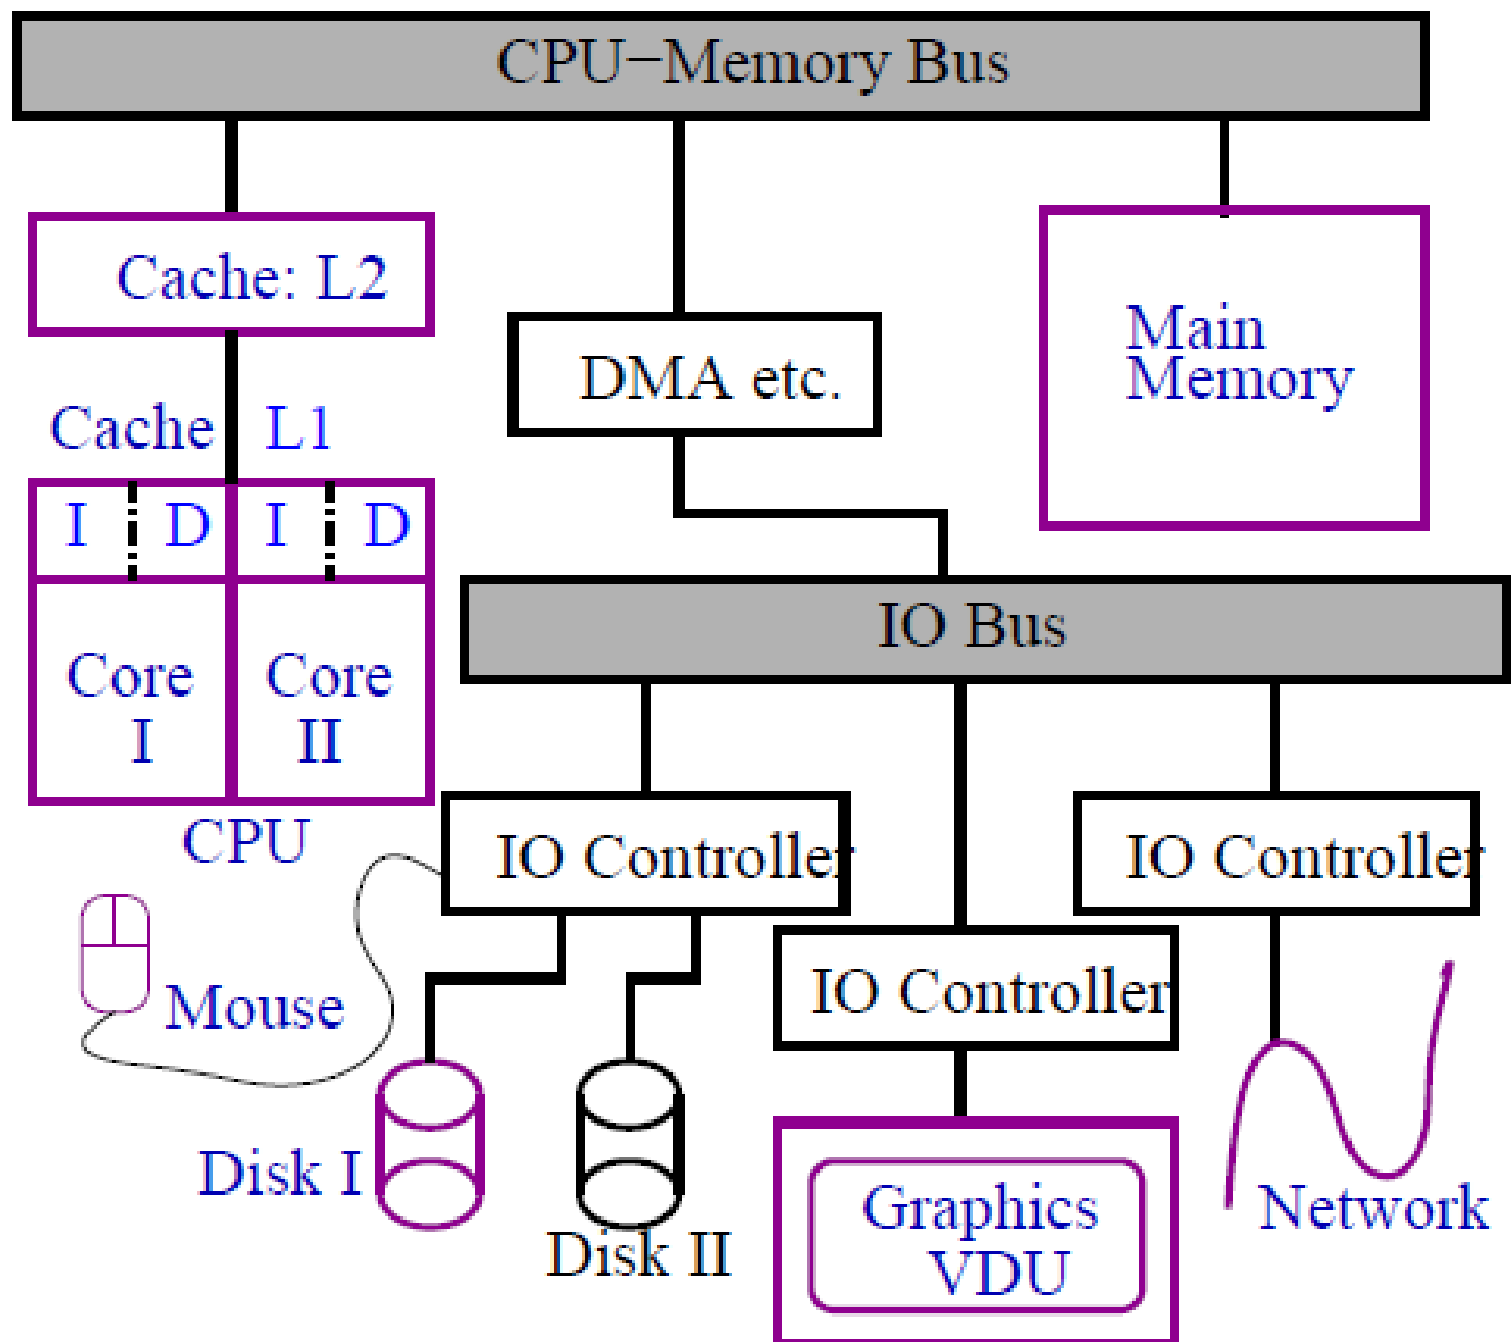 CPU−Memory Bus
Cache: L2
DMA etc.
Main
Memory
Cache L1
I D I D
Core
I
Core
II
CPU
IO Bus
IO Controller
IO Controller
IO Controller
Mouse
Disk I
Disk II
Graphics
VDU
Network